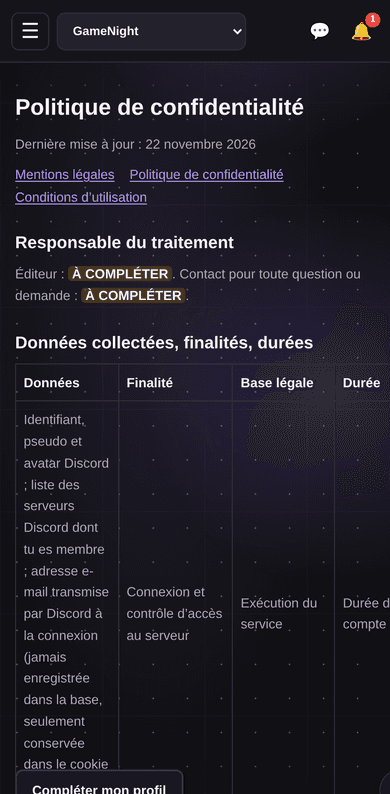 GameNight
1
Politique de confidentialité
Dernière mise à jour : 22 novembre 2026
Mentions légales Politique de confidentialité
Conditions d'utilisation
Responsable du traitement
Éditeur : À COMPLÉTER. Contact pour toute question ou
demande : À COMPLÉTER.
Données collectées, finalités, durées
Données Finalité Base légale Durée
Identifiant,
pseudo et
avatar Discord
; liste des
serveurs
Discord dont
tu es membre
; adresse e-
mail transmise
par Discord à
la connexion
(jamais
enregistrée
dans la base,
seulement
conservée
dans le cookie
Connexion et
contrôle d'accès
au serveur
Exécution du
service
Durée d
compte
Compléter mon profil